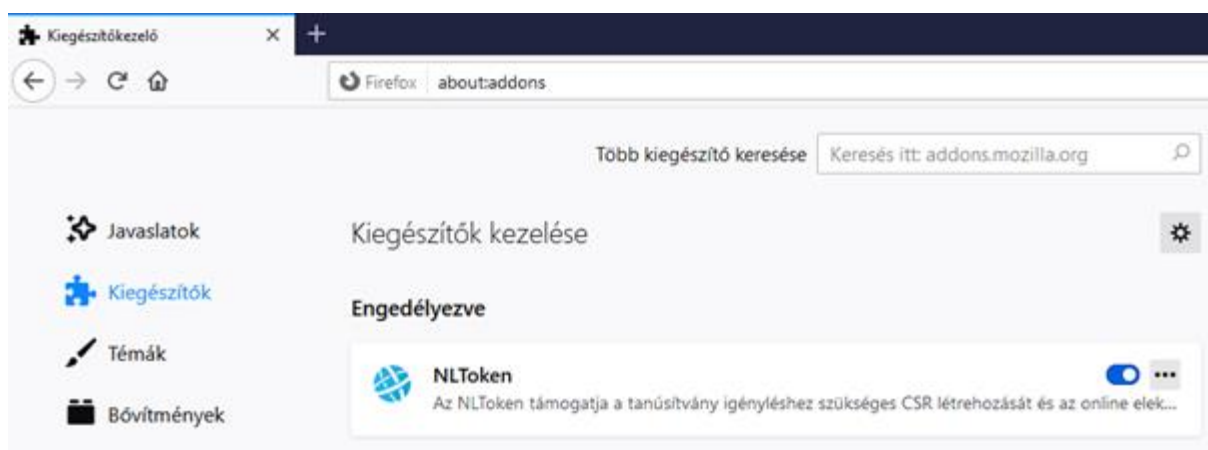 Kiegészítőkezelő
Firefox about:addons
Több kiegészítő keresése Keresés itt: addons.mozilla.org
Javaslatok
Kiegészítők kezelése
Kiegészítők
Engedélyezve
Témák
NLToken
Az NLToken támogatja a tanúsítvány igényléshez szükséges CSR létrehozását és az online elek...
Bővítmények